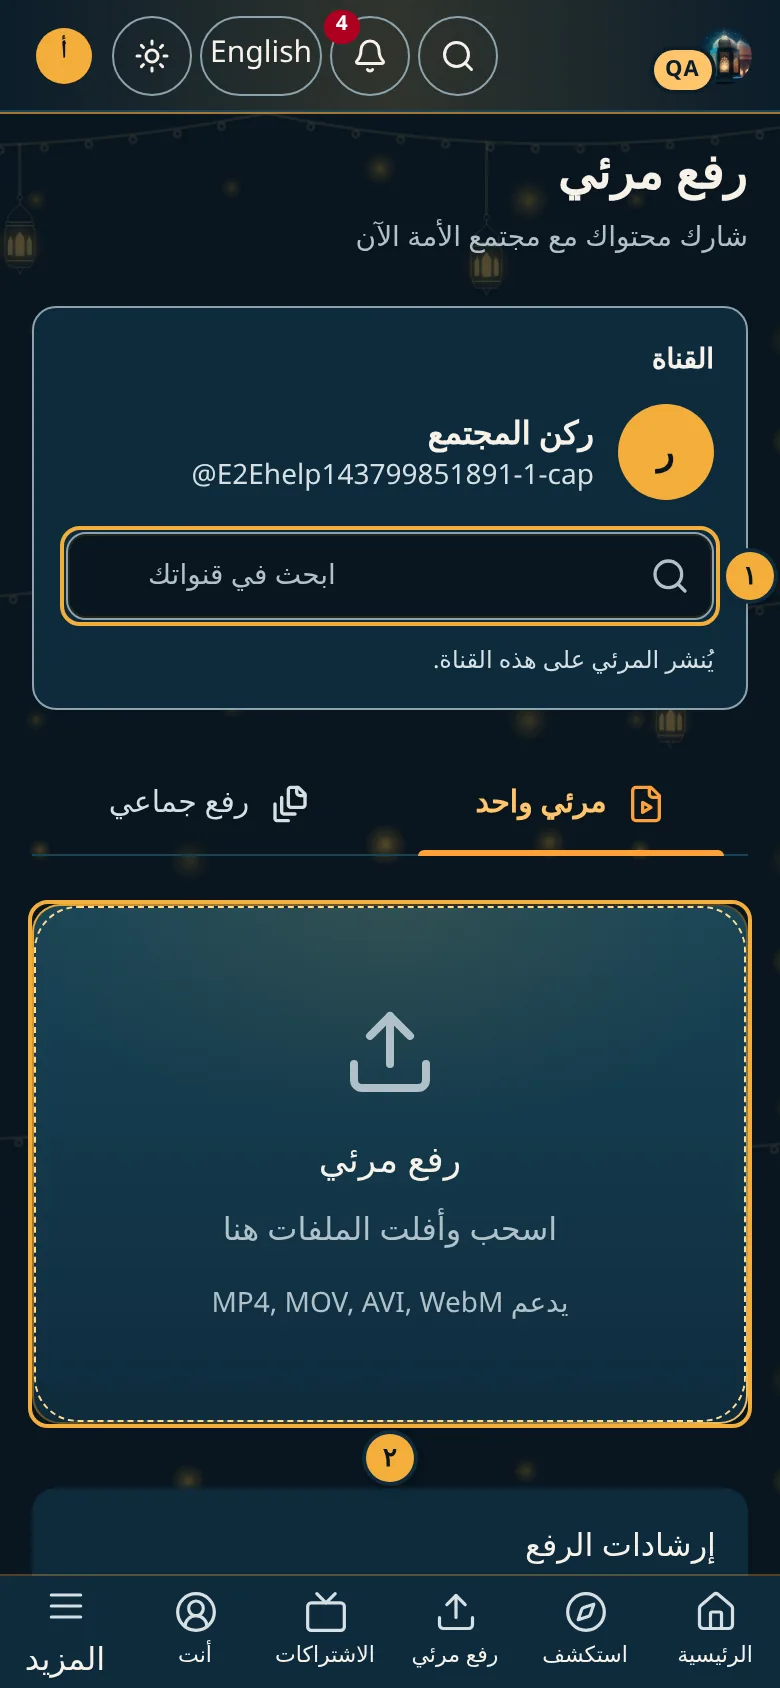 QA
4
English
أ
رفع مرئي
شارك محتواك مع مجتمع الأمة الآن
القناة
ر
ركن المجتمع
@E2Ehelp143799851891-1-cap
ابحث في قنواتك
١
يُنشر المرئي على هذه القناة.
مرئي واحد
رفع جماعي
رفع مرئي
اسحب وأفلت الملفات هنا
يدعم MP4, MOV, AVI, WebM
٢
إرشادات الرفع
الرئيسية
استكشف
رفع مرئي
الاشتراكات
أنت
المزيد